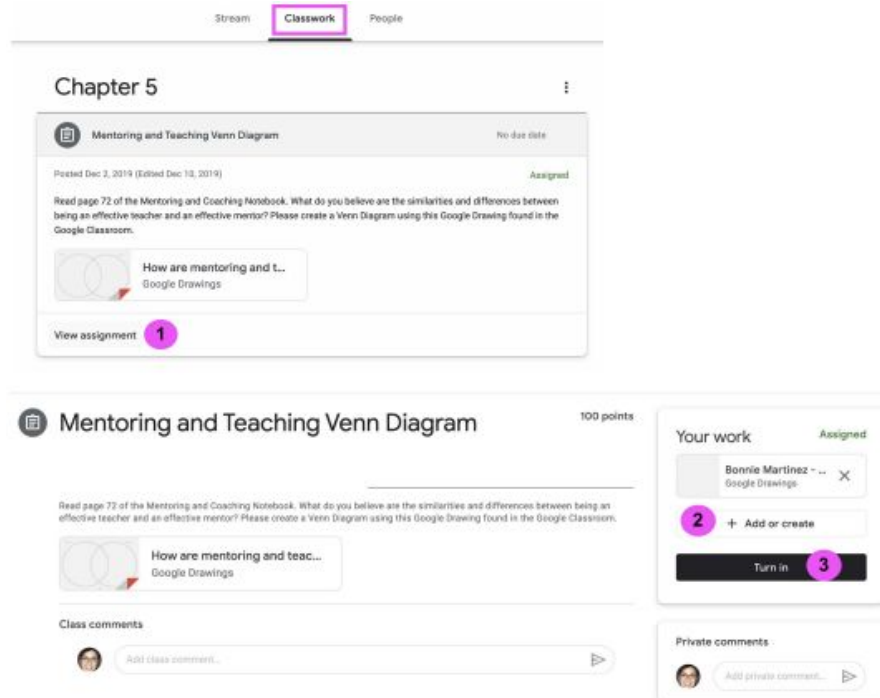 Stream Classwork People
Chapter 5
Mentoring and Teaching Venn Diagram No due date
Posted Dec 2, 2019 (Edited Dec 13, 2019) Assigned
Read page 72 of the Mentoring and Coaching Notebook. What do you believe are the similarities and differences between
being an effective teacher and an effective mentor? Please create a Venn Diagram using this Google Drawing found in the
Google Classroom.
How are mentoring and t...
Google Drawings
View assignment 1
Mentoring and Teaching Venn Diagram 100 points
Read page 72 of the Mentoring and Coaching Notebook. What do you believe are the similarities and differences between being an
effective teacher and an effective mentor? Please create a Venn Diagram using this Google Drawing found in the Google Classroom.
How are mentoring and teac...
Google Drawings
Class comments
Add class comment...
Your work Assigned
Bonnie Martinez - ..
Google Drawings
2 + Add or create
Turn in 3
Private comments
Add private comment...